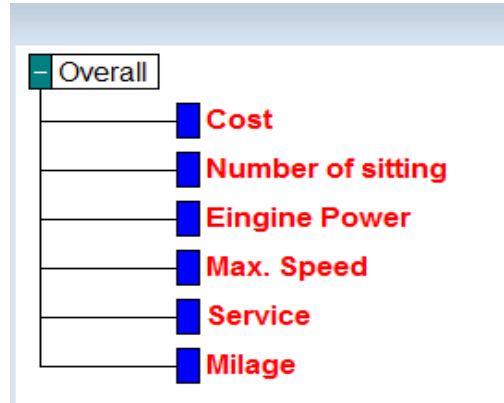 Overall
Cost
Number of sitting
Eingine Power
Max. Speed
Service
Milage